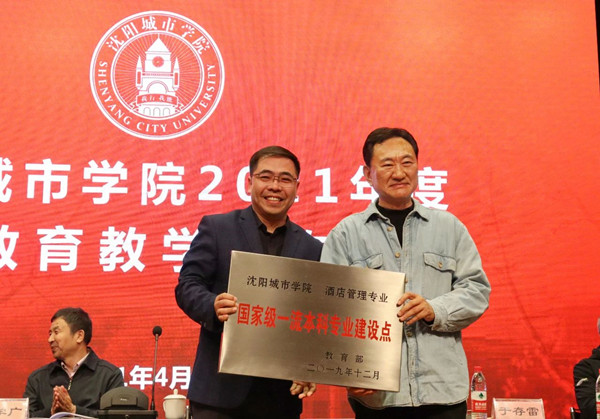 沈阳城市学院
SHENYANG CITY UNIVERSITY
城市学院2021年度
教育教学
年4月
沈阳城市学院 酒店管理专业
国家级一流本科专业建设点
教育部
二〇一九年十二月
于存雷